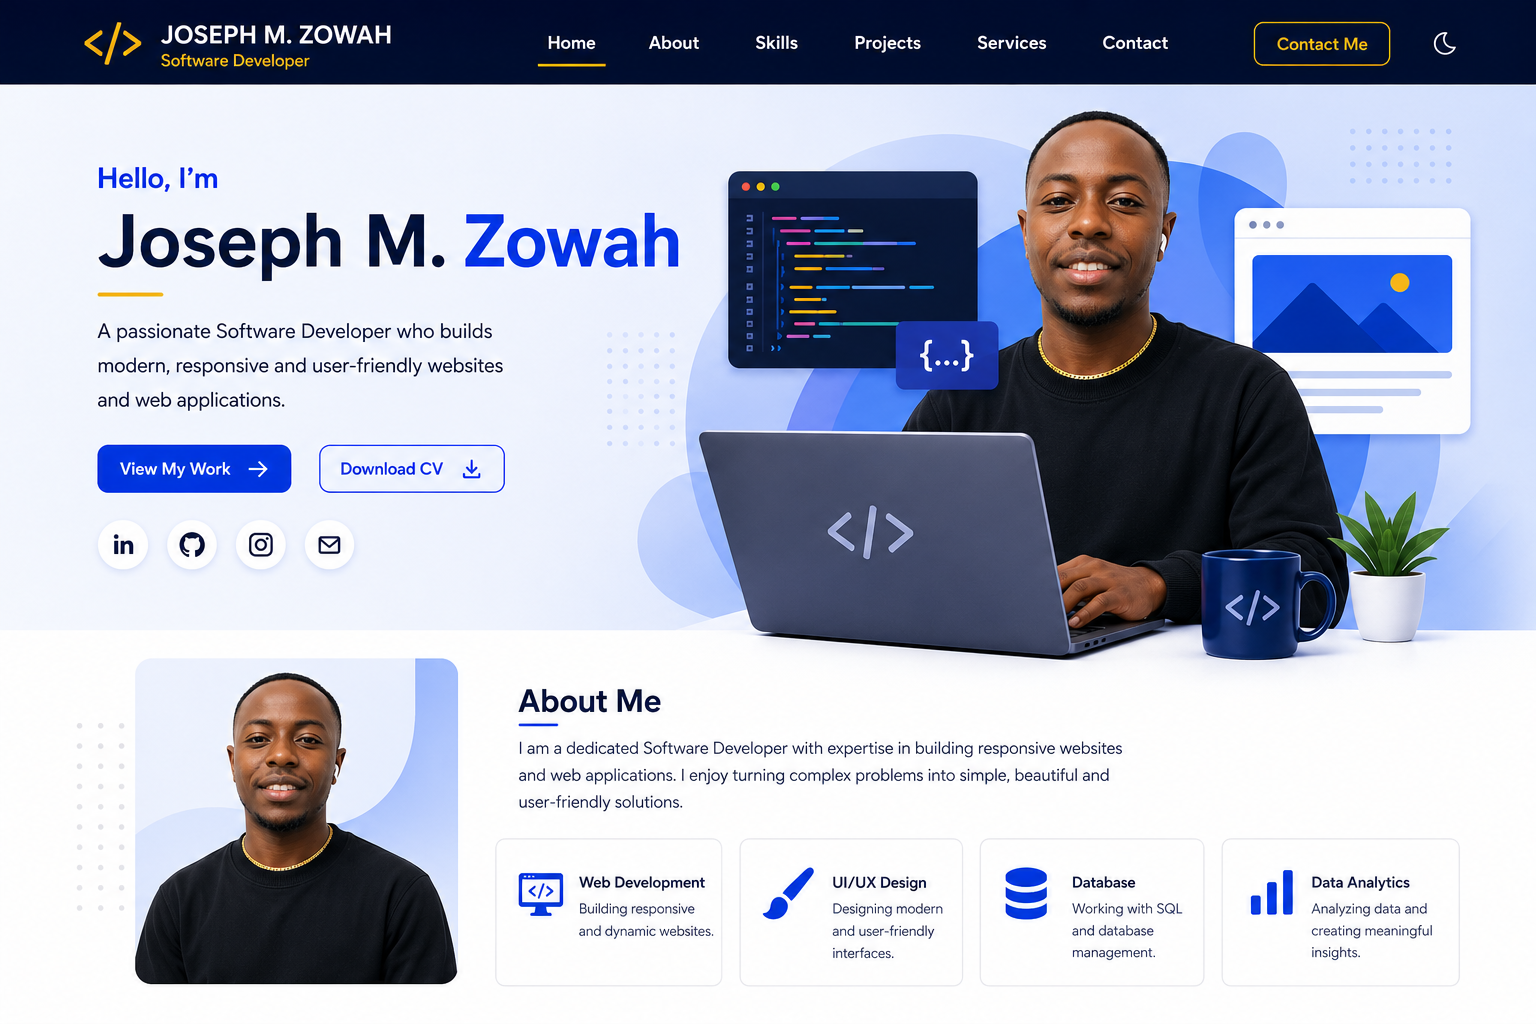 </>
JOSEPH M. ZOWAH
Software Developer
Home
About
Skills
Projects
Services
Contact
Contact Me
Hello, I’m
Joseph M. Zowah
A passionate Software Developer who builds
modern, responsive and user-friendly websites
and web applications.
View My Work
Download CV
in
{...}
</>
</>
About Me
I am a dedicated Software Developer with expertise in building responsive websites
and web applications. I enjoy turning complex problems into simple, beautiful and
user-friendly solutions.
</>
Web Development
Building responsive
and dynamic websites.
UI/UX Design
Designing modern
and user-friendly
interfaces.
Database
Working with SQL
and database
management.
Data Analytics
Analyzing data and
creating meaningful
insights.